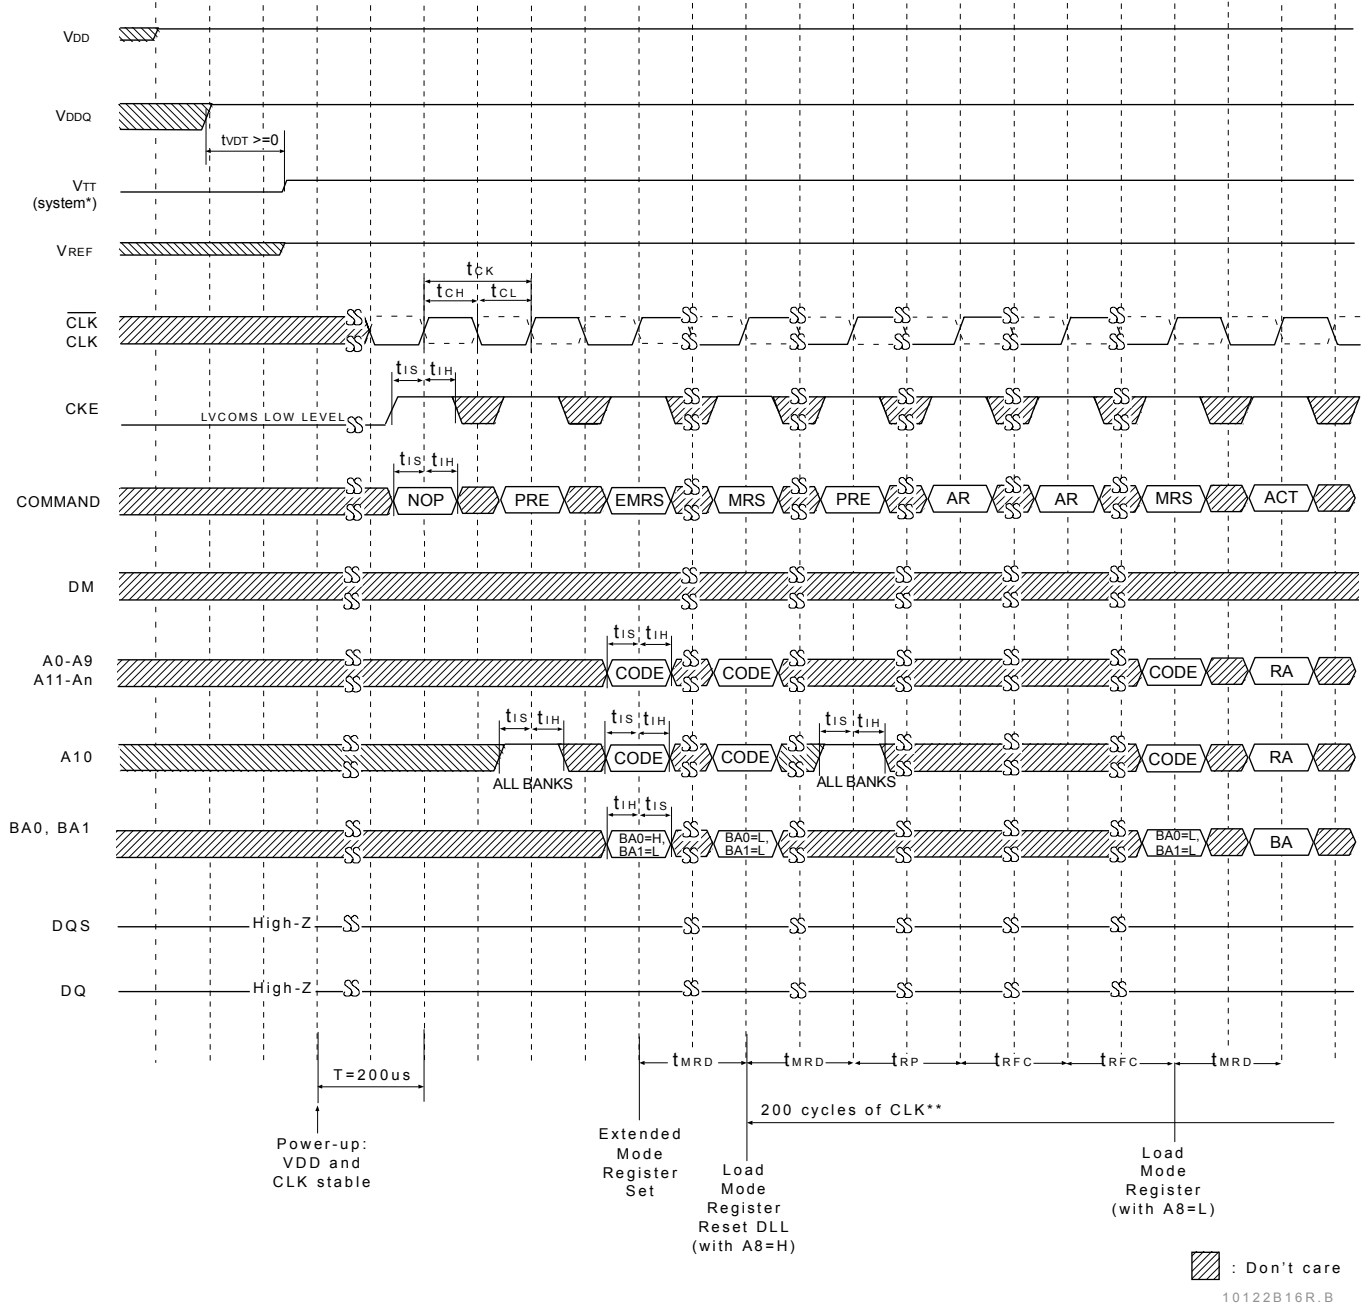 VDD
VDDQ
tVDT >=0
VTT
(system*)
VREF
tCK
tCH tCL
CLK
CLK
tIS tIH
CKE
LVCOMS LOW LEVEL
tIS tIH
COMMAND NOP PRE EMRS MRS PRE AR AR MRS ACT
DM
tIS tIH
A0-A9
A11-An
CODE CODE CODE RA
tIS tIH tIS tIH tIS tIH
A10 CODE CODE CODE RA
ALL BANKS ALL BANKS
tIH tIS
BA0, BA1
BA0=H, BA0=L, BA0=L,
BA1=L BA1=L BA1=L BA
DQS High-Z
DQ High-Z
tMRD tMRD tRP tRFC tRFC tMRD
T=200us
200 cycles of CLK**
Power-up:
VDD and
CLK stable
Extended
Mode
Register
Set
Load
Mode
Register
Reset DLL
(with A8=H)
Load
Mode
Register
(with A8=L)
: Don't care
10122B16R.B